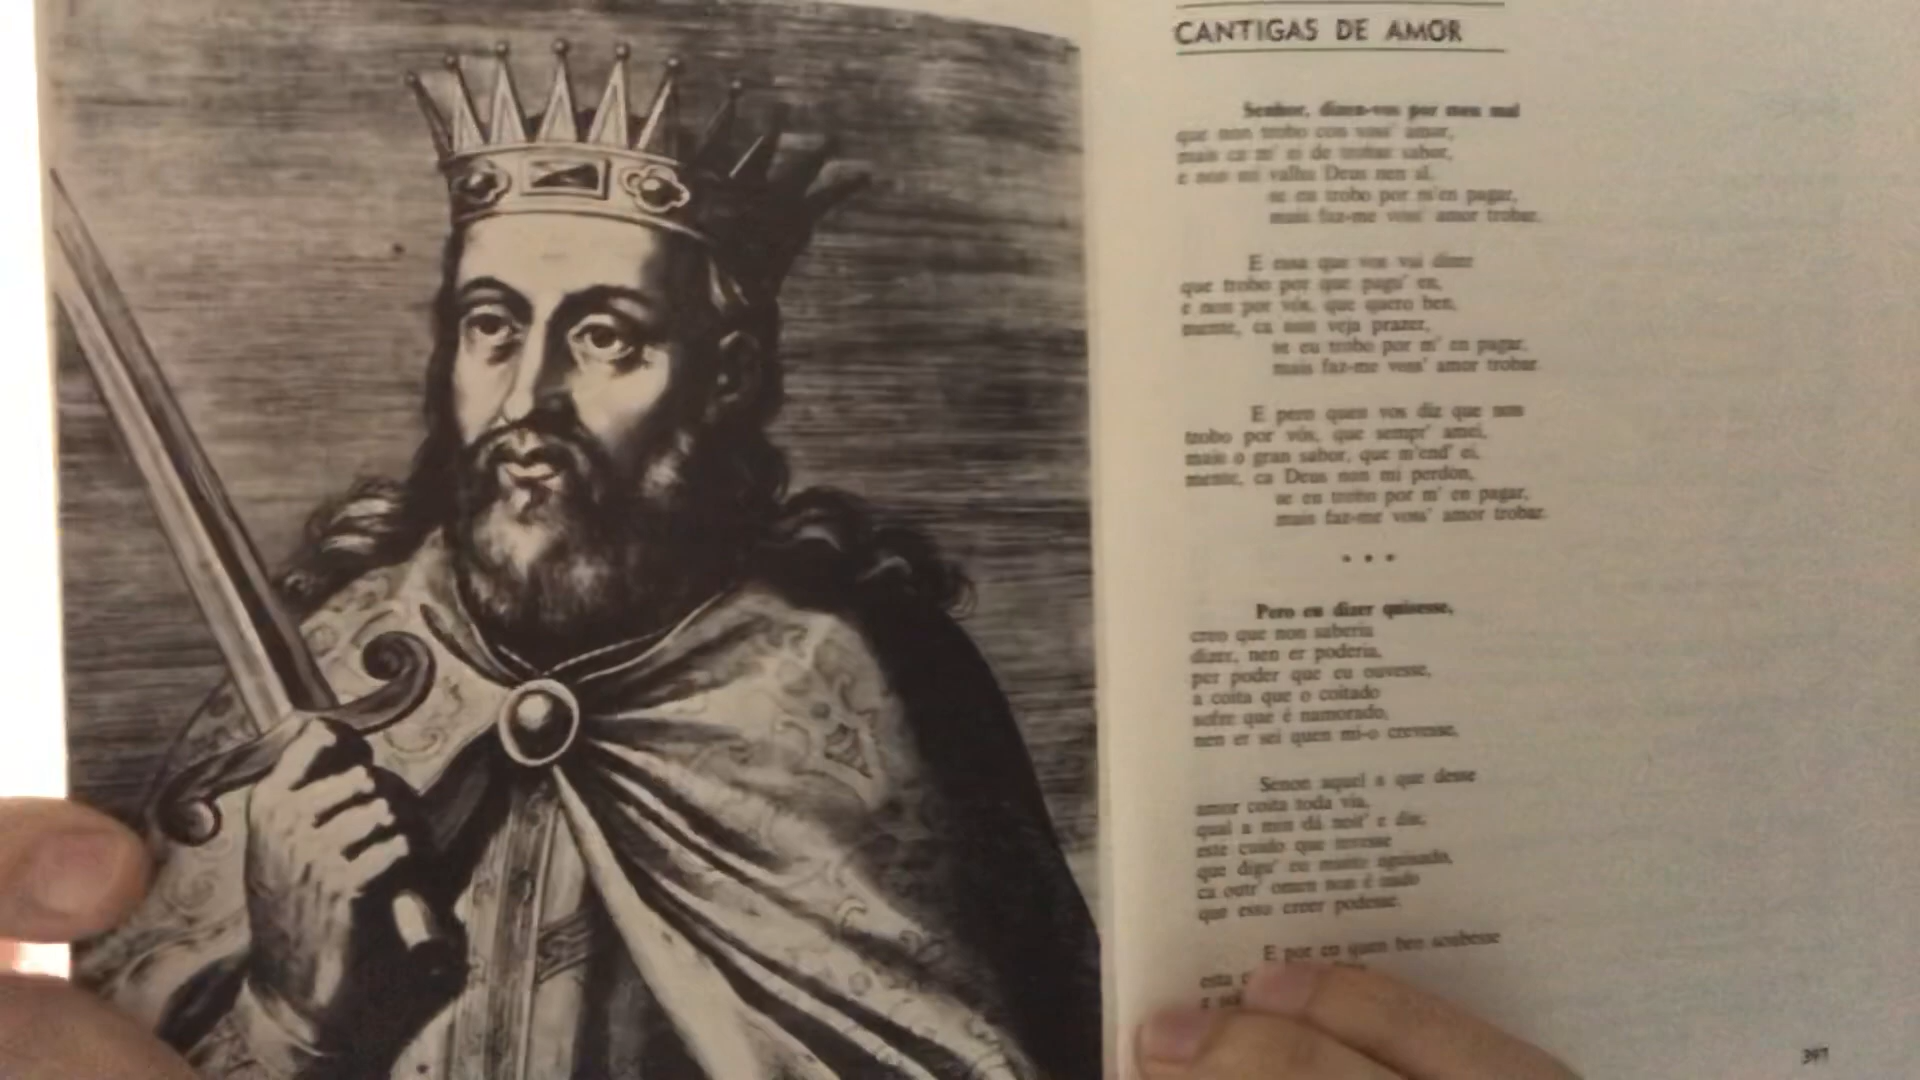 CANTIGAS DE AMOR
Senhor, dizen-vos por meu mal
que non trobo con voss' amor,
mais ca m' ei de trobar sabor,
e non mi valha Deus nen al,
se eu trobo por m'en pagar,
mais faz-me voss' amor trobar.
E essa que vos vai dizer
que trobo por que pagu' en,
e non por vós, que quero ben,
mente, ca non veja prazer,
se eu trobo por m' en pagar,
mais faz-me voss' amor trobar.
E pero quen vos diz que non
trobo por vós, que sempr' amei,
mais o gran sabor, que m'end' ei,
mente, ca Deus non mi perdon,
se eu trobo por m' en pagar,
mais faz-me voss' amor trobar.
* * *
Pero eu dizer quisesse,
creo que non saberia
dizer, nen er poderia,
per poder que eu ouvesse,
a coita que o coitado
sofre que é namorado,
nen er sei quen mi-o crevesse,
Senon aquel a que desse
amor coita toda via,
qual a min dá noit' e dia;
este cuido que tevesse
que digu' eu muito aguisado,
ca outr' omen non é nado
que esso creer podesse.
E por en quen ben soubesse
esta
e
397